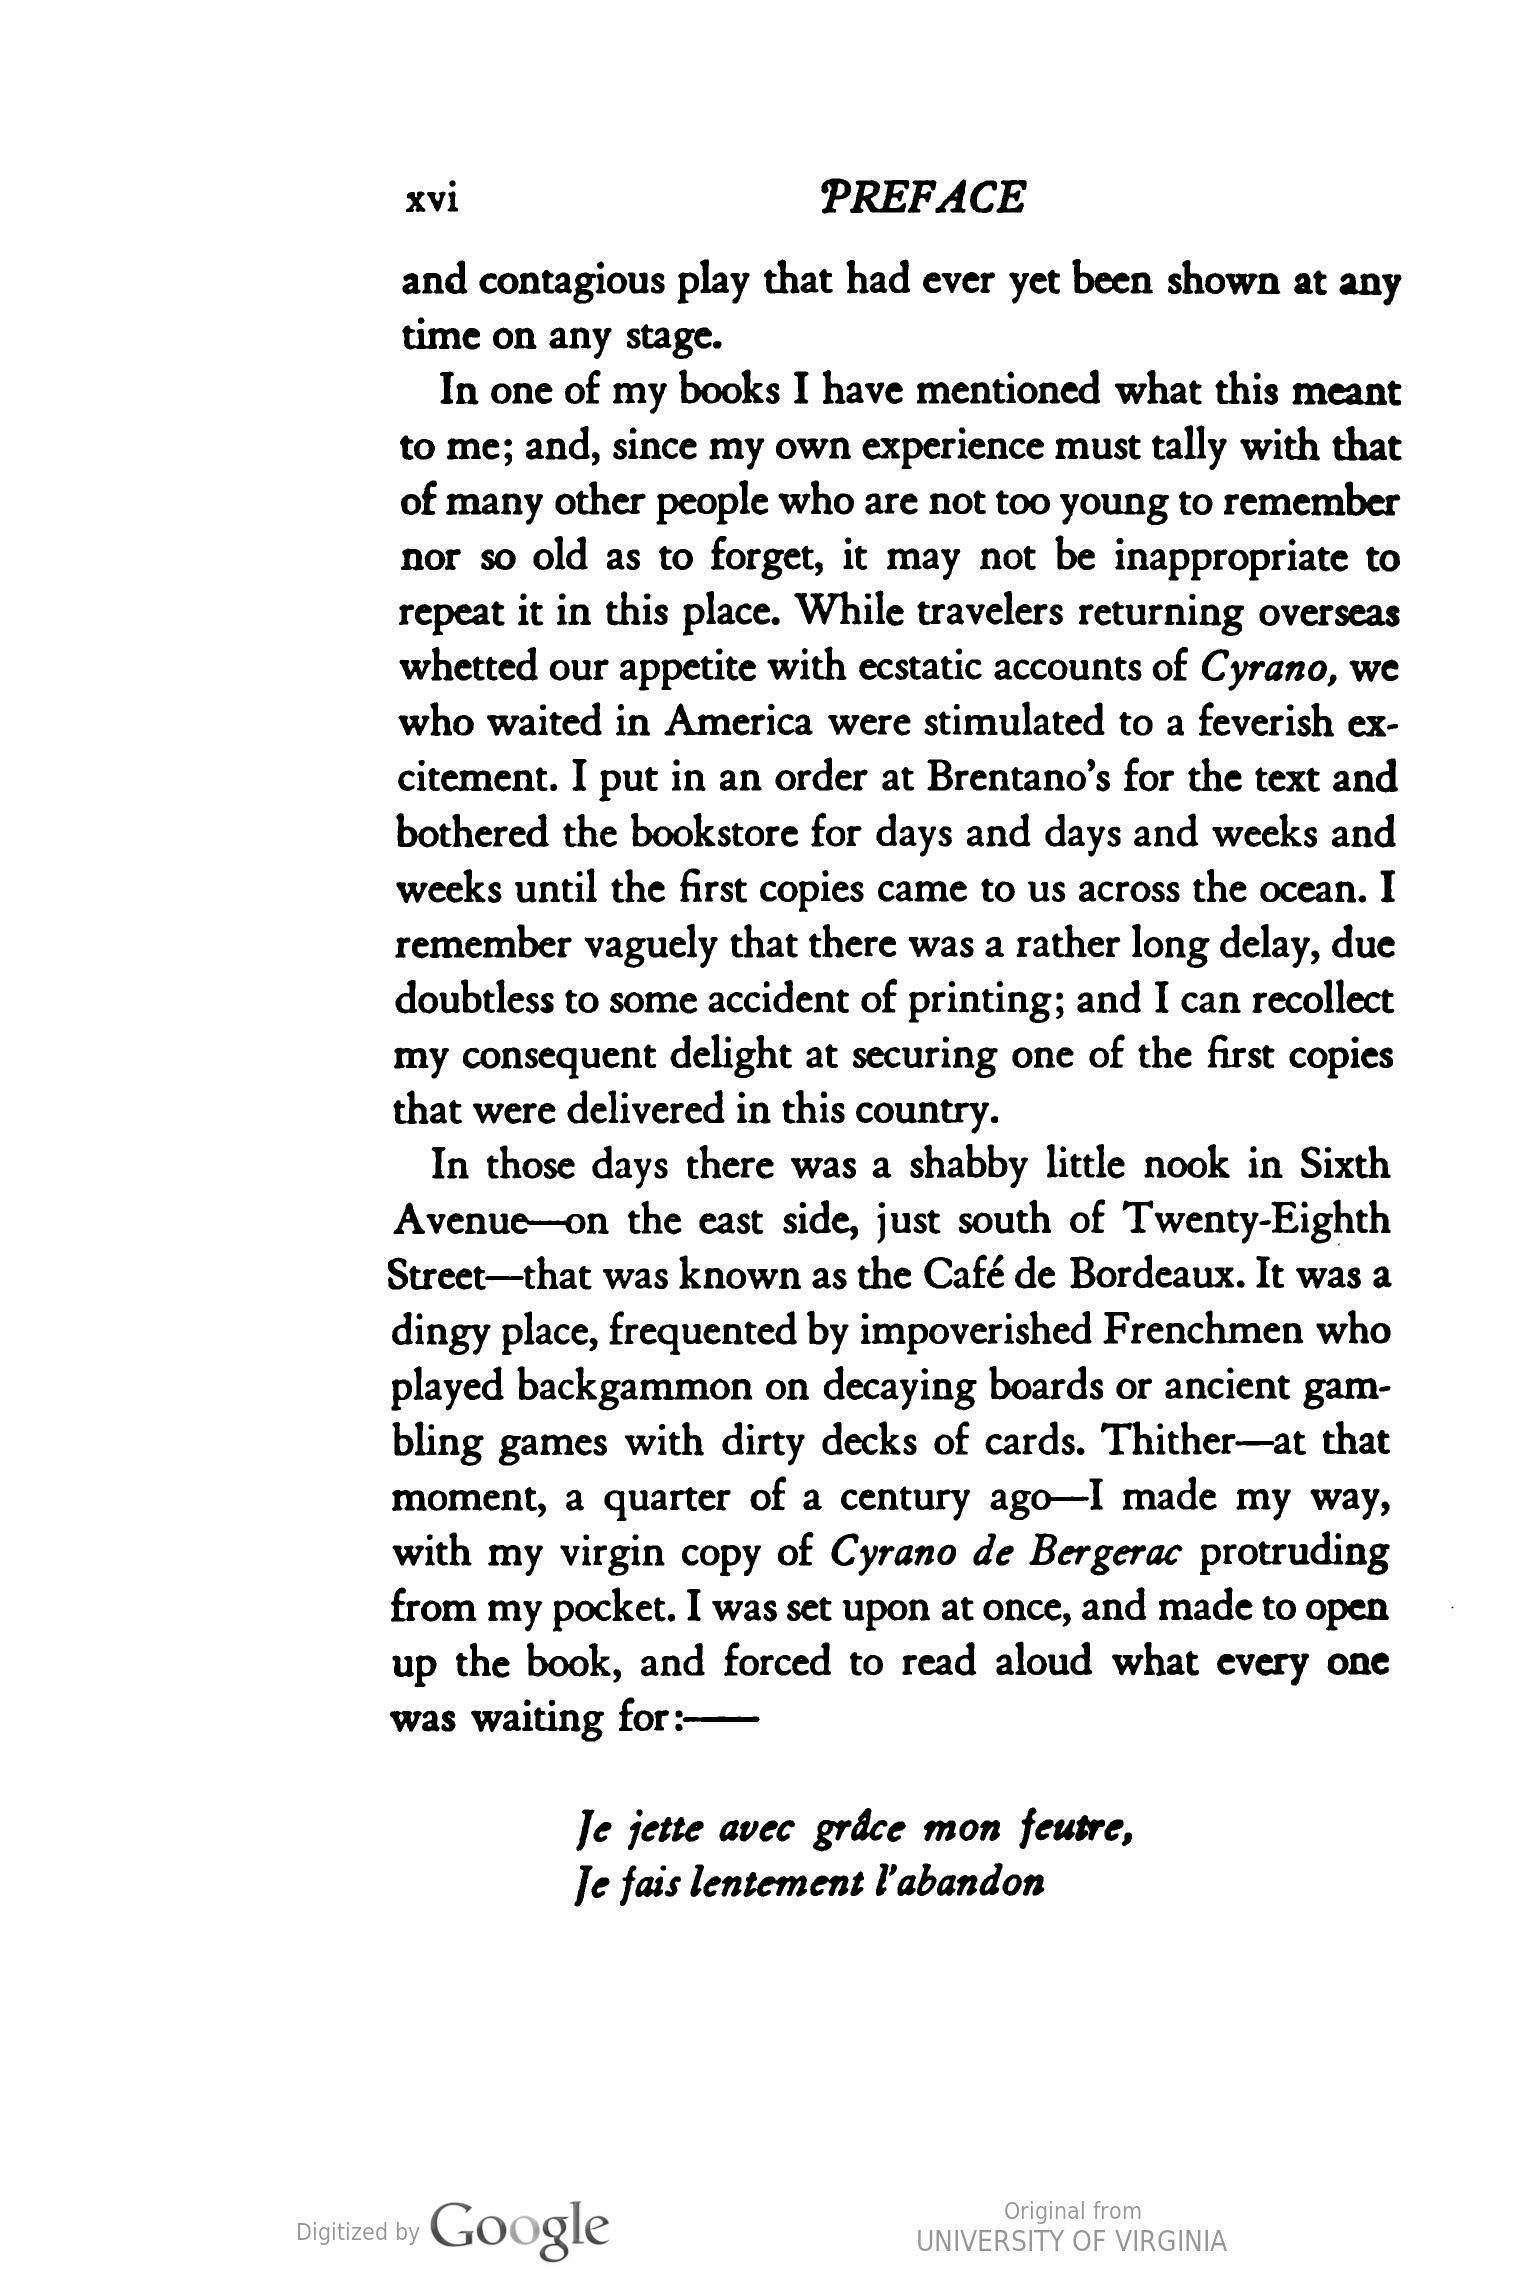 xvi PREFACE
and contagious play that had ever yet been shown at any
time on any stage.
In one of my books I have mentioned what this meant
to me; and, since my own experience must tally with that
of many other people who are not too young to remember
nor so old as to forget, it may not be inappropriate to
repeat it in this place. While travelers returning overseas
whetted our appetite with ecstatic accounts of Cyrano, we
who waited in America were stimulated to a feverish ex-
citement. I put in an order at Brentano's for the text and
bothered the bookstore for days and days and weeks and
weeks until the first copies came to us across the ocean. I
remember vaguely that there was a rather long delay, due
doubtless to some accident of printing; and I can recollect
my consequent delight at securing one of the first copies
that were delivered in this country.
In those days there was a shabby little nook in Sixth
Avenue—on the east side, just south of Twenty-Eighth
Street—that was known as the Café de Bordeaux. It was a
dingy place, frequented by impoverished Frenchmen who
played backgammon on decaying boards or ancient gam-
bling games with dirty decks of cards. Thither—at that
moment, a quarter of a century ago—I made my way,
with my virgin copy of Cyrano de Bergerac protruding
from my pocket. I was set upon at once, and made to open
up the book, and forced to read aloud what every one
was waiting for:——
Je jette avec grâce mon feutre,
Je fais lentement l'abandon
Digitized by Google
Original from
UNIVERSITY OF VIRGINIA